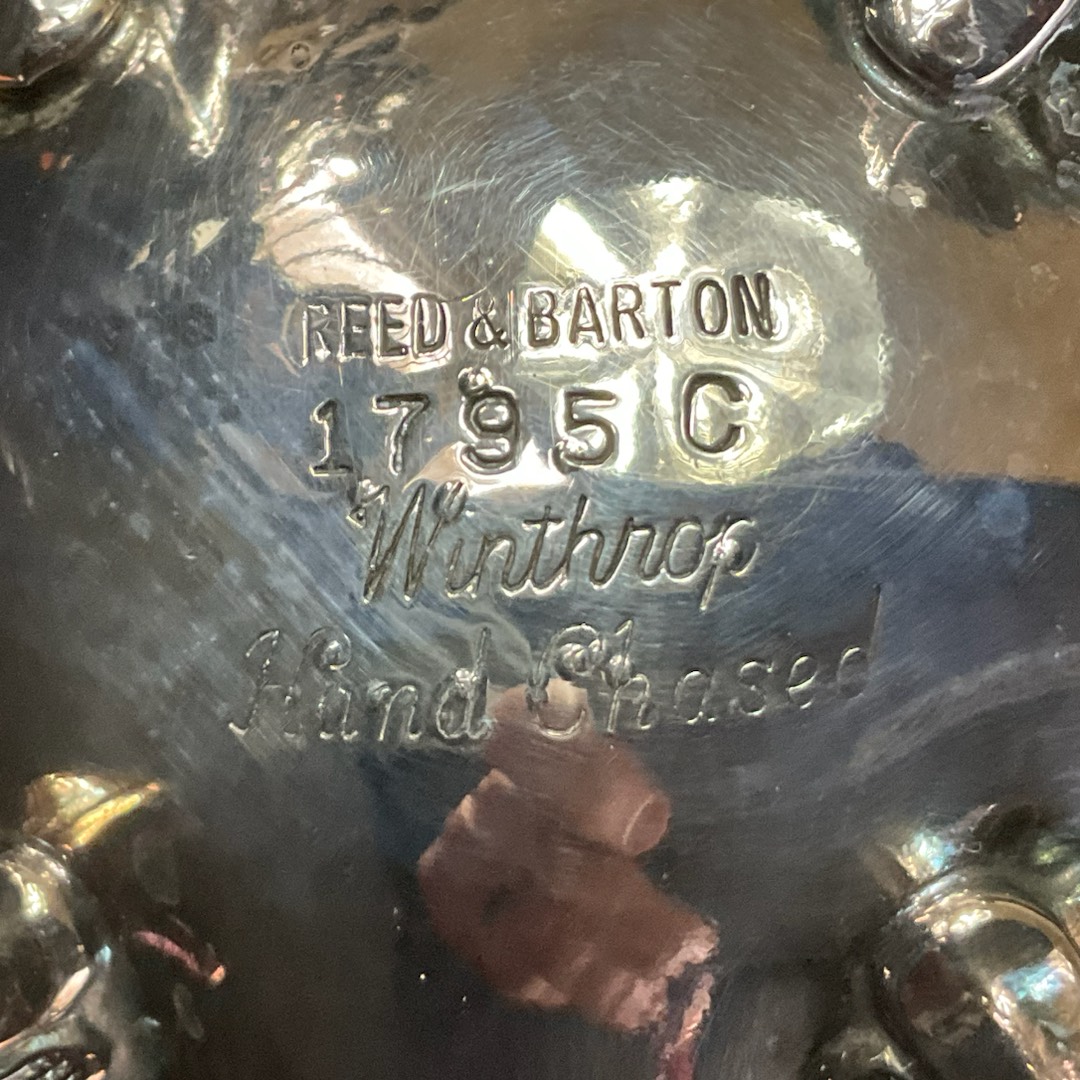 REED & BARTON
1795 C
Winthrop
Hand Chased